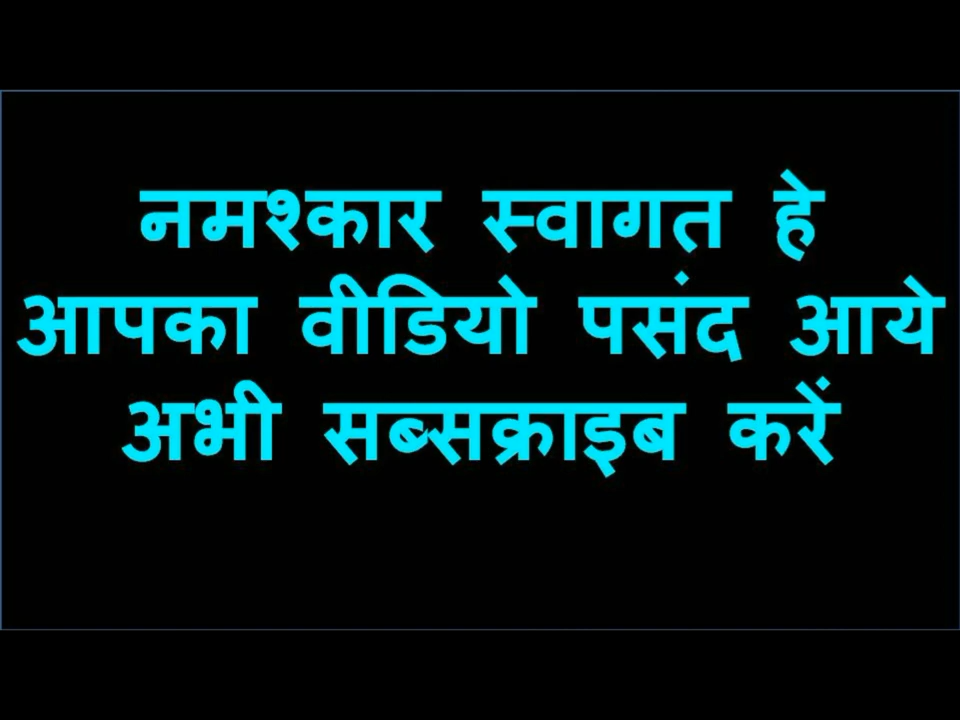 नमश्कार स्वागत हे
आपका वीडियो पसंद आये
अभी सब्सक्राइब करें